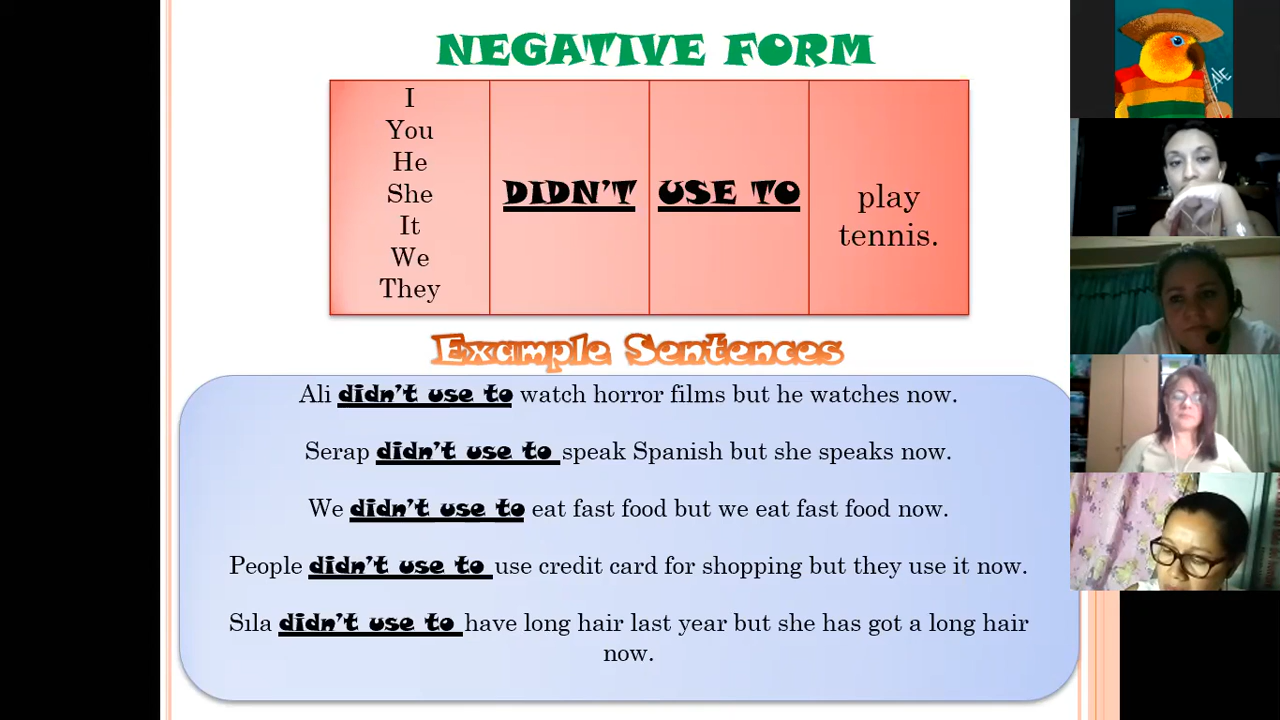 NEGATIVE FORM
I
You
He
She
It
We
They
DIDN'T
USE TO
play
tennis.
Example Sentences
Ali didn't use to watch horror films but he watches now.
Serap didn't use to speak Spanish but she speaks now.
We didn't use to eat fast food but we eat fast food now.
People didn't use to use credit card for shopping but they use it now.
Sıla didn't use to have long hair last year but she has got a long hair
now.